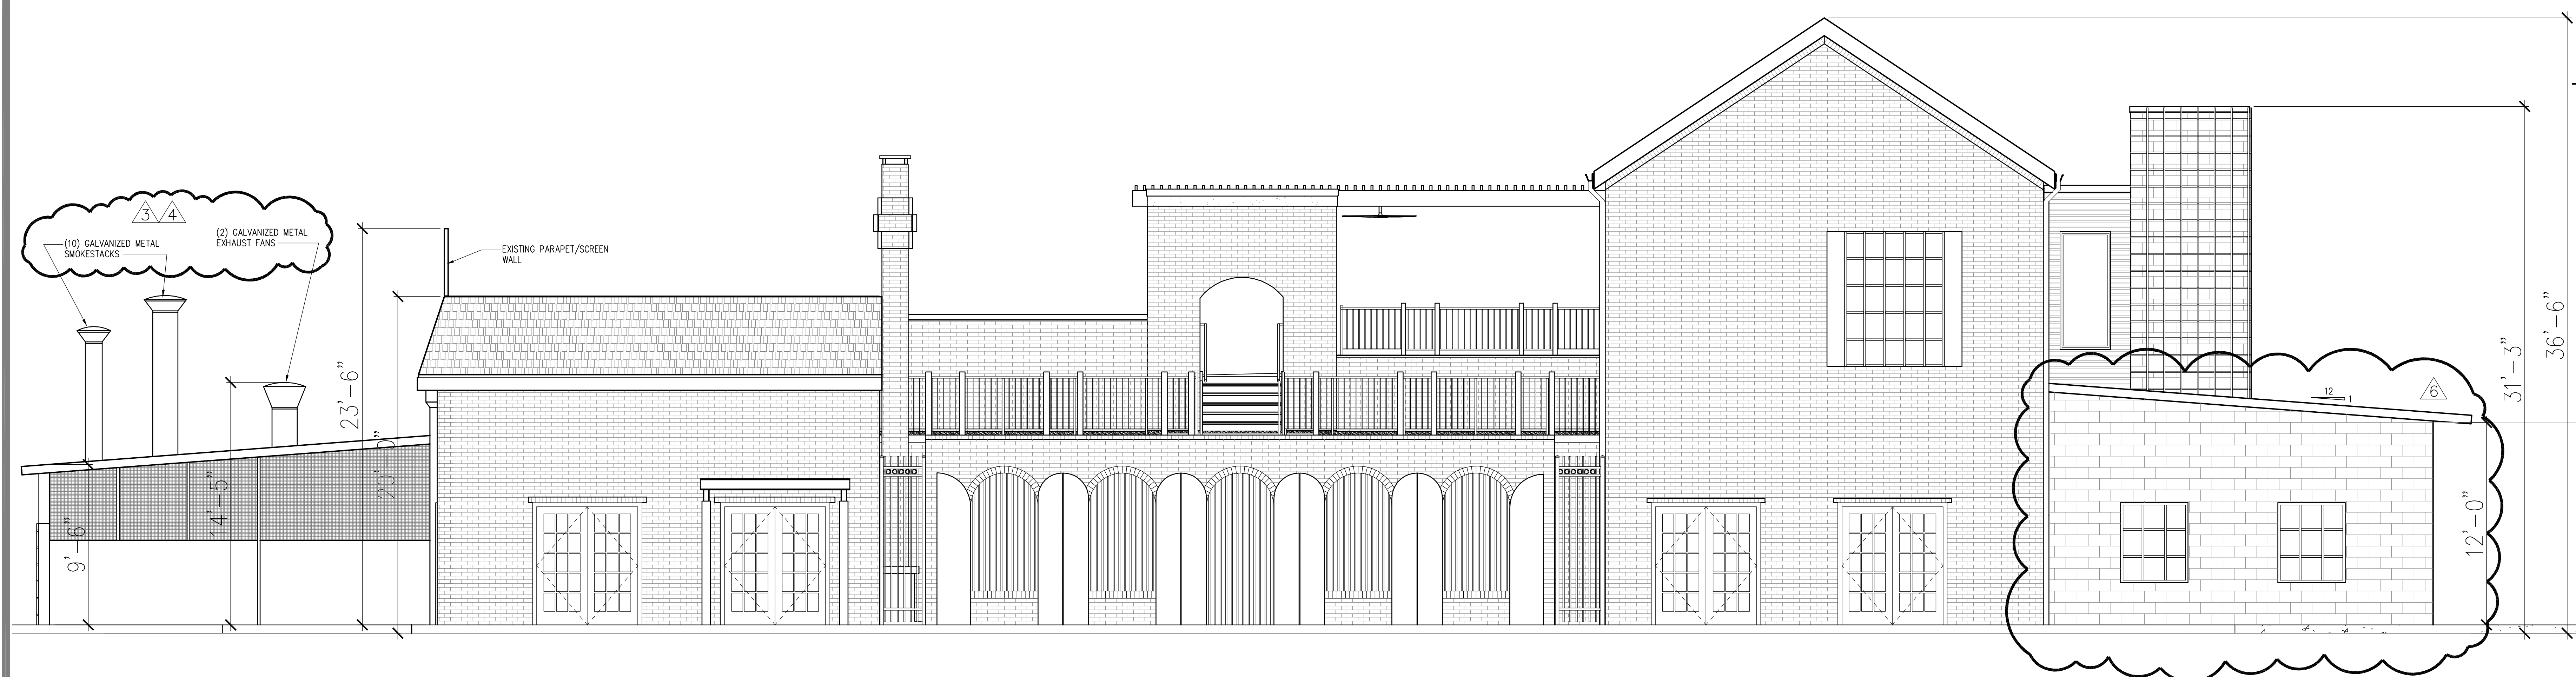 3 4
(10) GALVANIZED METAL
SMOKESTACKS
(2) GALVANIZED METAL
EXHAUST FANS
EXISTING PARAPET/SCREEN
WALL
9'-6"
14'-5"
23'-6"
20'-0"
12
1
6
12'-0"
31'-3"
36'-6"